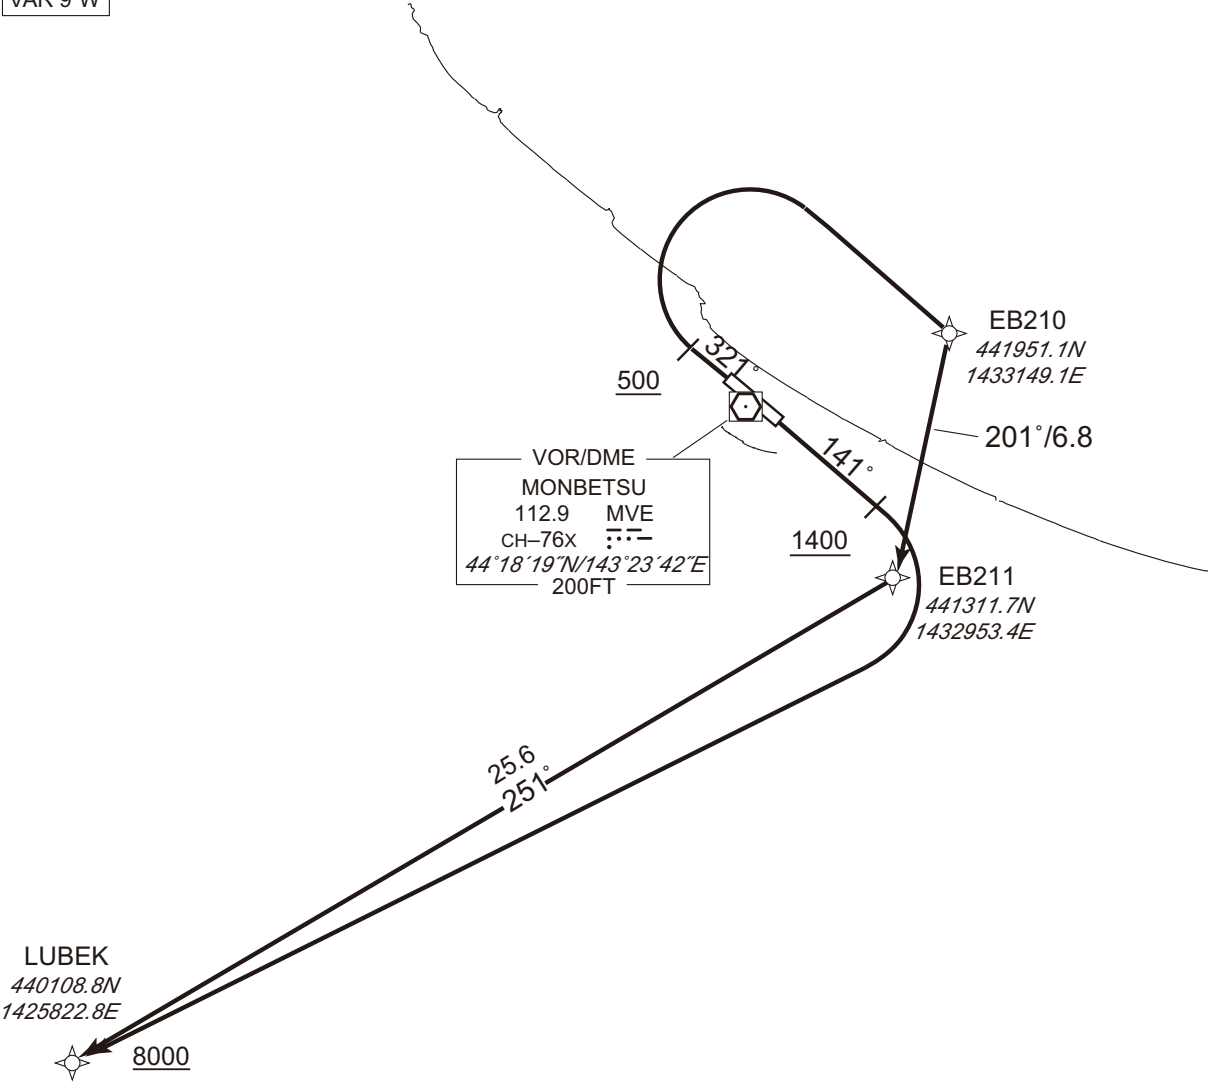 VAR 9°W
EB210
441951.1N
1433149.1E
321°
500
201°/6.8
141°
VOR/DME
MONBETSU
112.9 MVE
CH–76X
44°18´19˝N/143°23´42˝E
200FT
1400
EB211
441311.7N
1432953.4E
25.6
251°
LUBEK
440108.8N
1425822.8E
8000